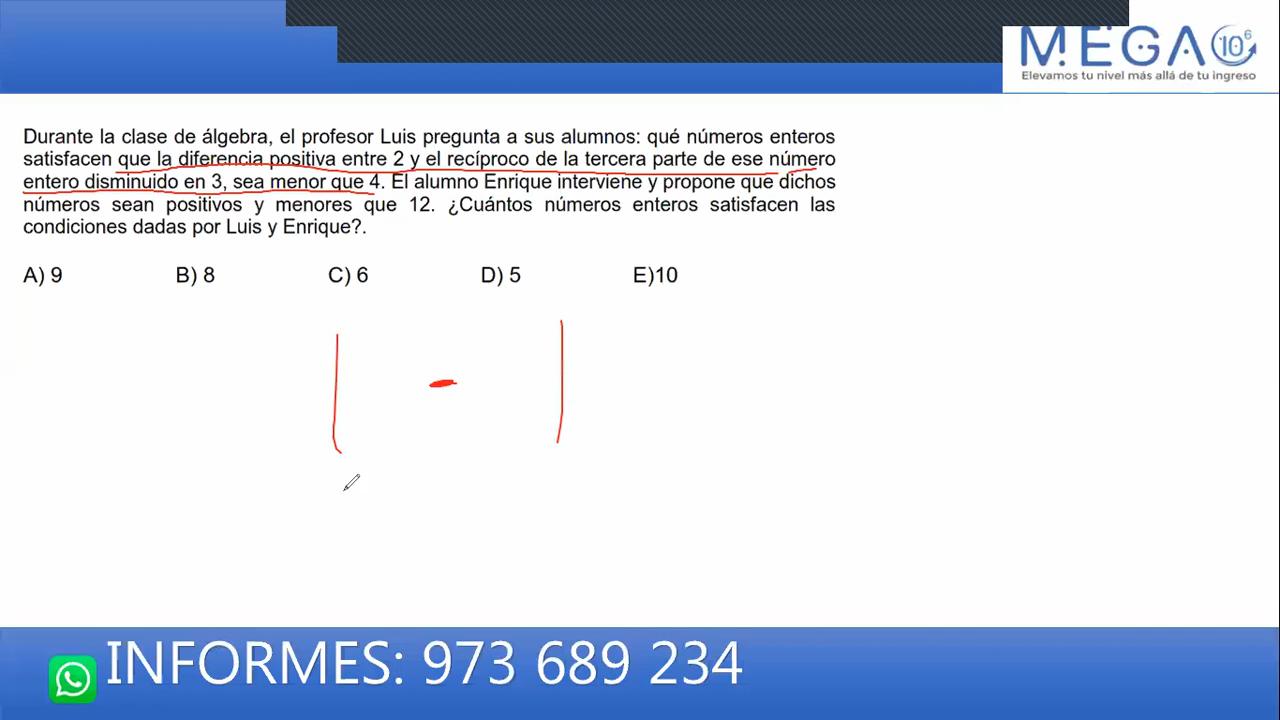 MEGA 10 6
Elevamos tu nivel más allá de tu ingreso
Durante la clase de álgebra, el profesor Luis pregunta a sus alumnos: qué números enteros
satisfacen que la diferencia positiva entre 2 y el recíproco de la tercera parte de ese número
entero disminuido en 3, sea menor que 4. El alumno Enrique interviene y propone que dichos
números sean positivos y menores que 12. ¿Cuántos números enteros satisfacen las
condiciones dadas por Luis y Enrique?.
A) 9 B) 8 C) 6 D) 5 E)10
| - |
INFORMES: 973 689 234